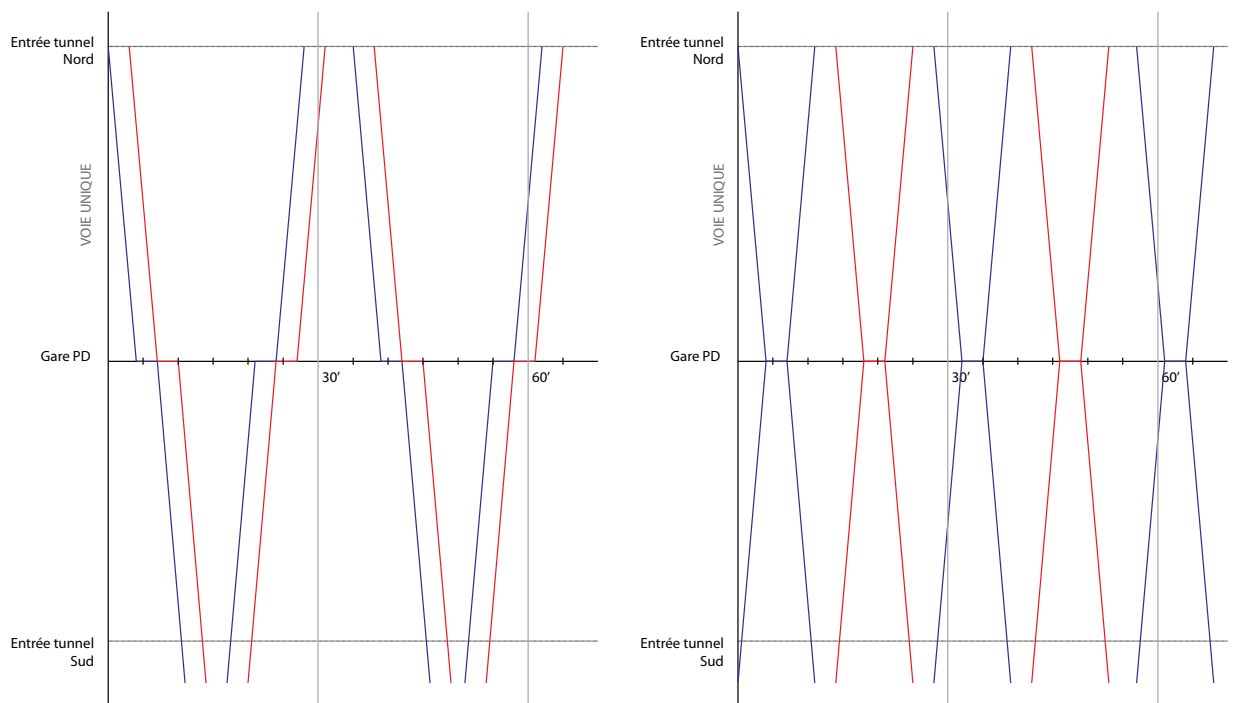 Entrée tunnel
Nord
VOIE UNIQUE
Gare PD
30’
60’
Entrée tunnel
Sud
Entrée tunnel
Nord
VOIE UNIQUE
Gare PD
30’
60’
Entrée tunnel
Sud